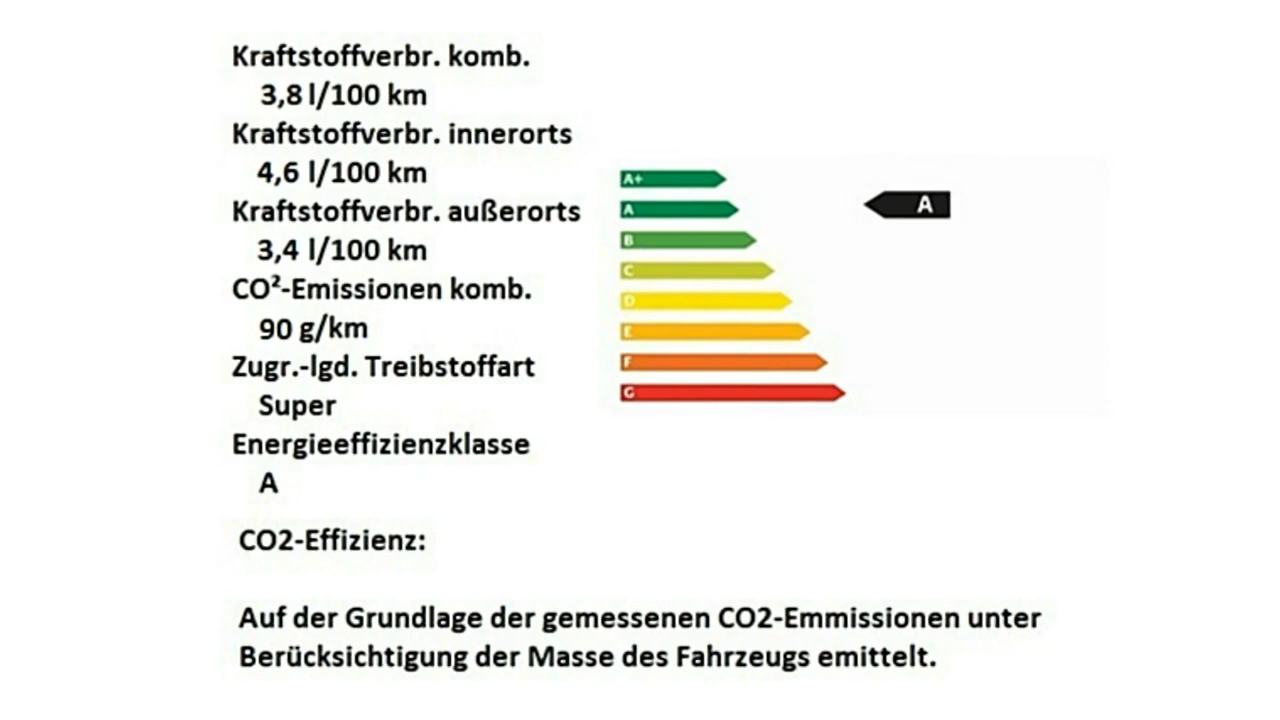 Kraftstoffverbr. komb.
3,8 l/100 km
Kraftstoffverbr. innerorts
4,6 l/100 km
Kraftstoffverbr. außerorts
3,4 l/100 km
CO²-Emissionen komb.
90 g/km
Zugr.-lgd. Treibstoffart
Super
Energieeffizienzklasse
A
A+
A
B
C
D
E
F
G
A
CO2-Effizienz:
Auf der Grundlage der gemessenen CO2-Emmissionen unter
Berücksichtigung der Masse des Fahrzeugs emittelt.